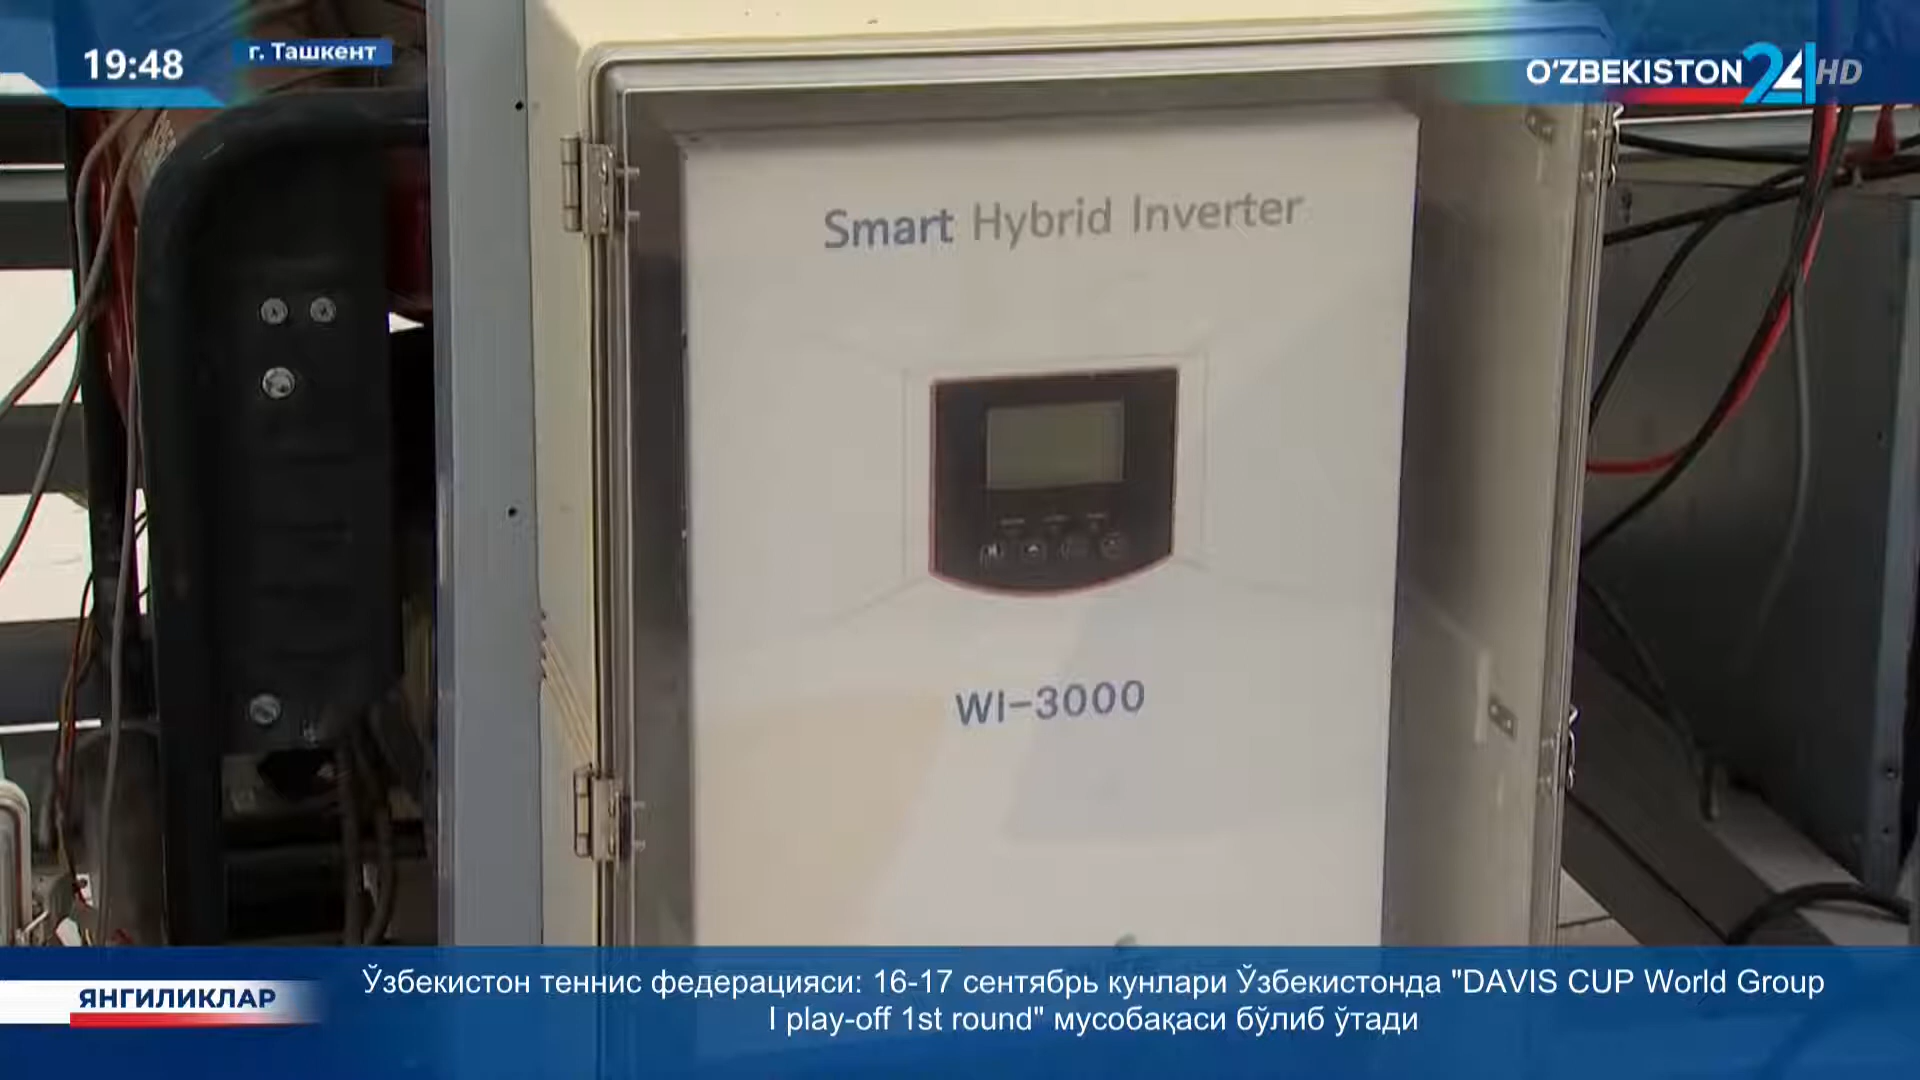 19:48
г. Ташкент
O‘ZBEKISTON 24 HD
Smart Hybrid Inverter
WI-3000
ЯНГИЛИКЛАР
Ўзбекистон теннис федерацияси: 16-17 сентябрь кунлари Ўзбекистонда "DAVIS CUP World Group
I play-off 1st round" мусобақаси бўлиб ўтади